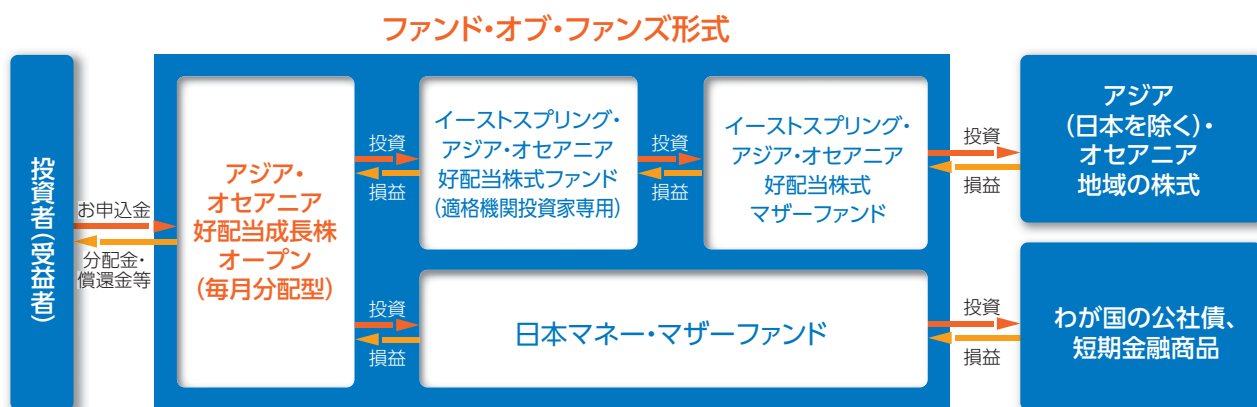 ファンド・オブ・ファンズ形式
投資者(受益者)
お申込金
分配金・
償還金等
アジア・
オセアニア
好配当成長株
オープン
(毎月分配型)
投資
損益
イーストスプリング・
アジア・オセアニア
好配当株式ファンド
(適格機関投資家専用)
投資
損益
イーストスプリング・
アジア・オセアニア
好配当株式
マザーファンド
投資
損益
アジア
(日本を除く)・
オセアニア
地域の株式
投資
損益
日本マネー・マザーファンド
投資
損益
わが国の公社債、
短期金融商品